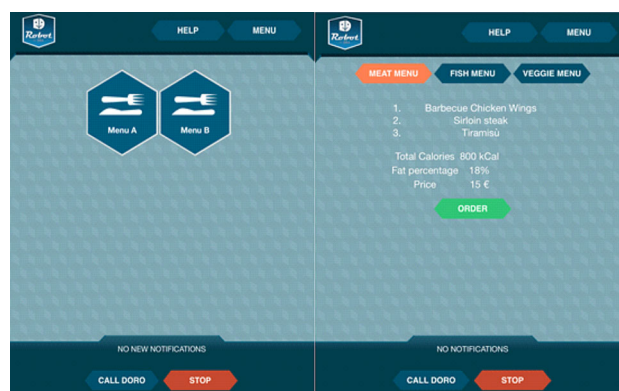 Robot
HELP
MENU
Menu A
Menu B
NO NEW NOTIFICATIONS
CALL DORO
STOP
Robot
HELP
MENU
MEAT MENU
FISH MENU
VEGGIE MENU
1. Barbecue Chicken Wings
2. Sirloin steak
3. Tiramisù
Total Calories 800 kCal
Fat percentage 18%
Price 15 €
ORDER
NO NOTIFICATIONS
CALL DORO
STOP